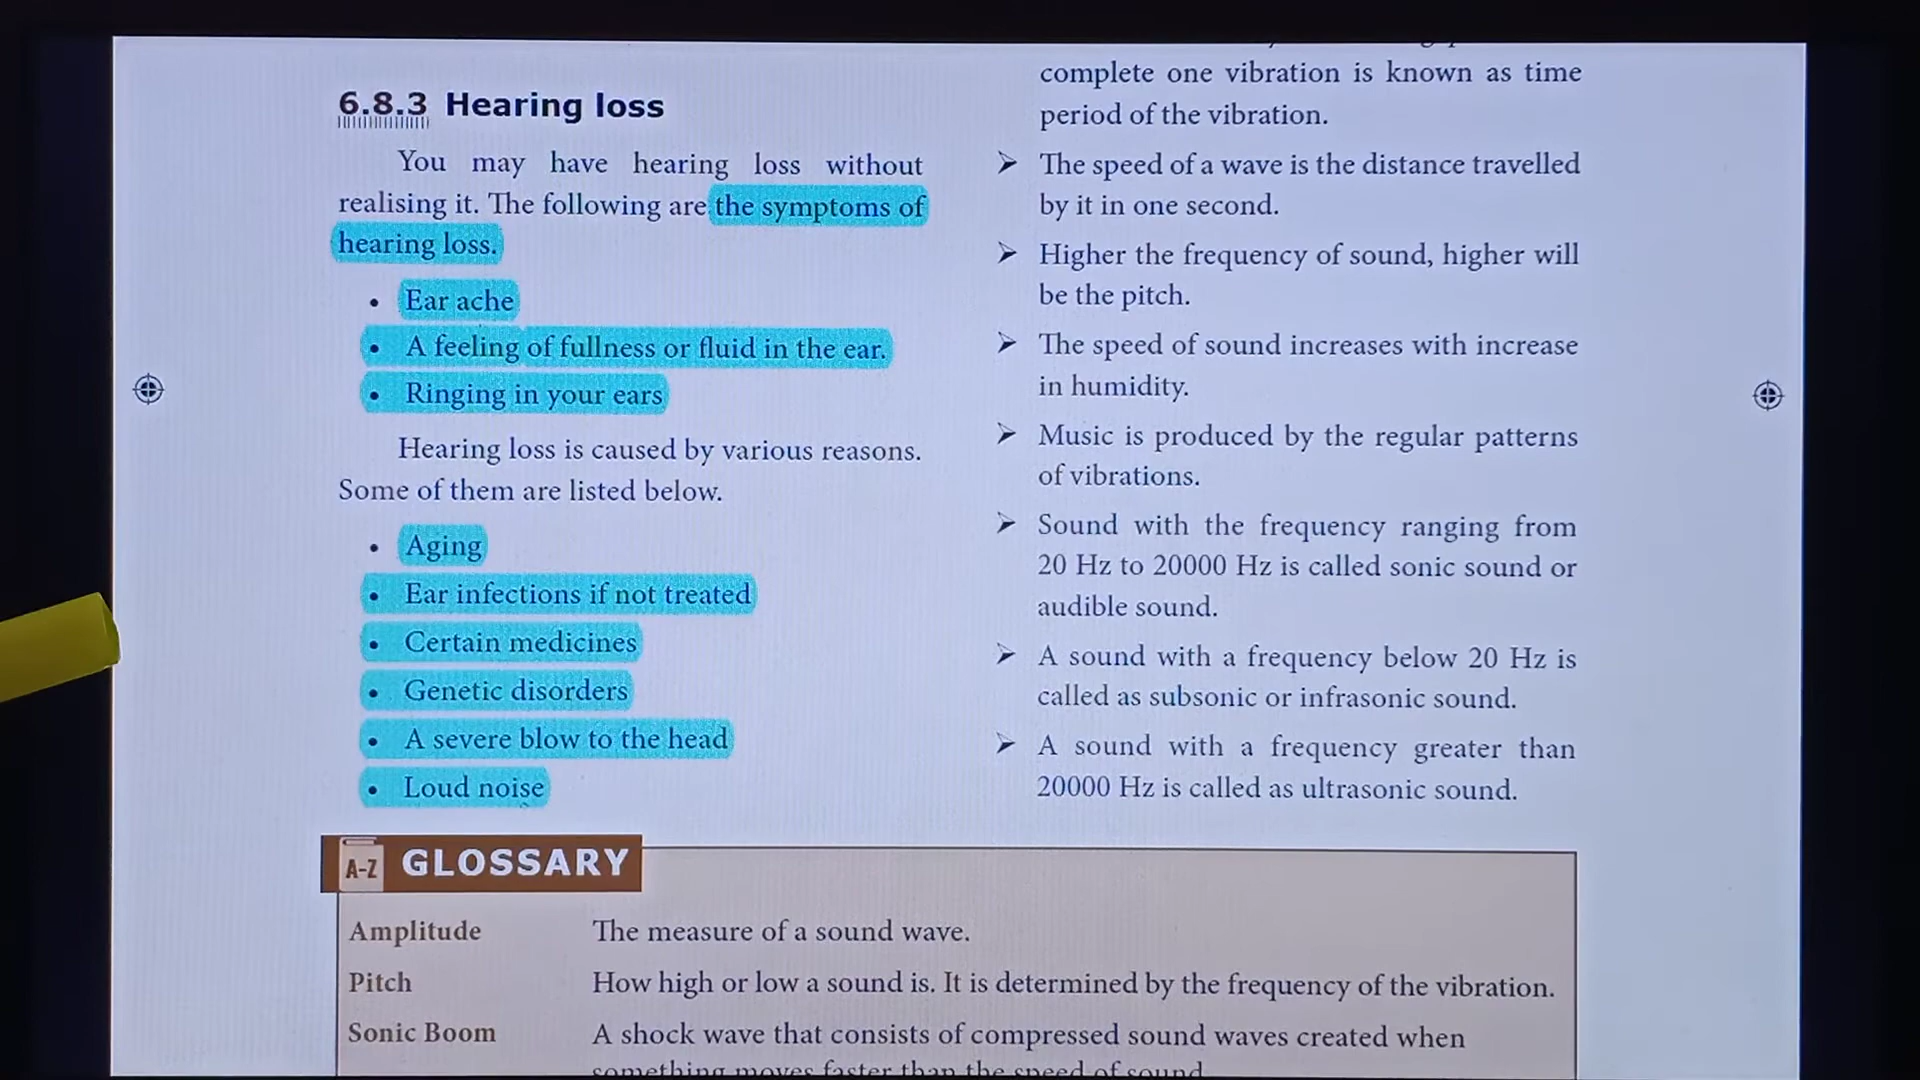 6.8.3 Hearing loss
You may have hearing loss without
realising it. The following are the symptoms of
hearing loss.
• Ear ache
• A feeling of fullness or fluid in the ear.
• Ringing in your ears
Hearing loss is caused by various reasons.
Some of them are listed below.
• Aging
• Ear infections if not treated
• Certain medicines
• Genetic disorders
• A severe blow to the head
• Loud noise
complete one vibration is known as time
period of the vibration.
➢ The speed of a wave is the distance travelled
by it in one second.
➢ Higher the frequency of sound, higher will
be the pitch.
➢ The speed of sound increases with increase
in humidity.
➢ Music is produced by the regular patterns
of vibrations.
➢ Sound with the frequency ranging from
20 Hz to 20000 Hz is called sonic sound or
audible sound.
➢ A sound with a frequency below 20 Hz is
called as subsonic or infrasonic sound.
➢ A sound with a frequency greater than
20000 Hz is called as ultrasonic sound.
A-Z GLOSSARY
Amplitude The measure of a sound wave.
Pitch How high or low a sound is. It is determined by the frequency of the vibration.
Sonic Boom A shock wave that consists of compressed sound waves created when
something moves faster than the speed of sound